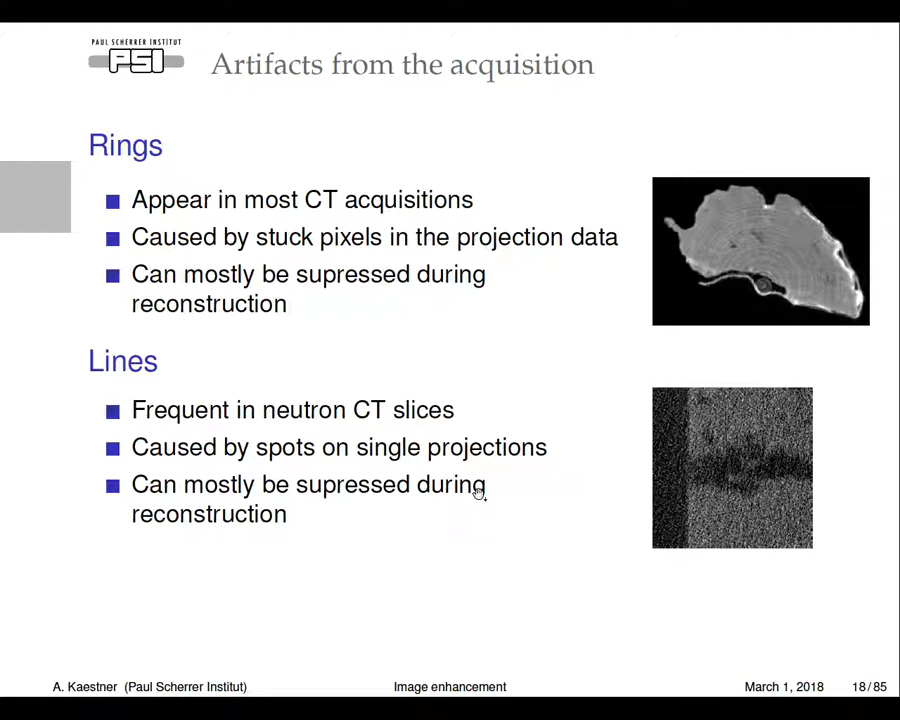 PAUL SCHERRER INSTITUT
PSI
Artifacts from the acquisition
Rings
Appear in most CT acquisitions
Caused by stuck pixels in the projection data
Can mostly be supressed during
reconstruction
Lines
Frequent in neutron CT slices
Caused by spots on single projections
Can mostly be supressed during
reconstruction
A. Kaestner (Paul Scherrer Institut) Image enhancement March 1, 2018 18 / 85